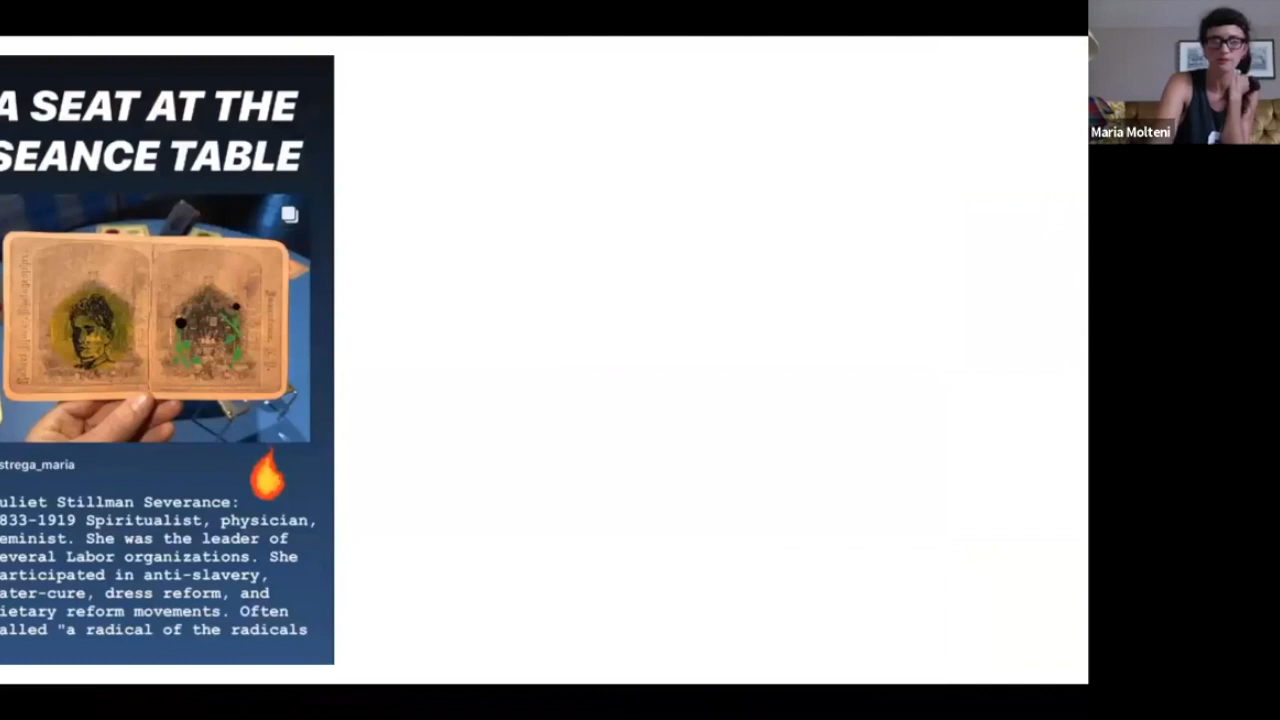 A SEAT AT THE
SEANCE TABLE
strega_maria
uliet Stillman Severance:
833-1919 Spiritualist, physician,
eminist. She was the leader of
everal Labor organizations. She
articipated in anti-slavery,
ater-cure, dress reform, and
ietary reform movements. Often
alled "a radical of the radicals
Maria Molteni